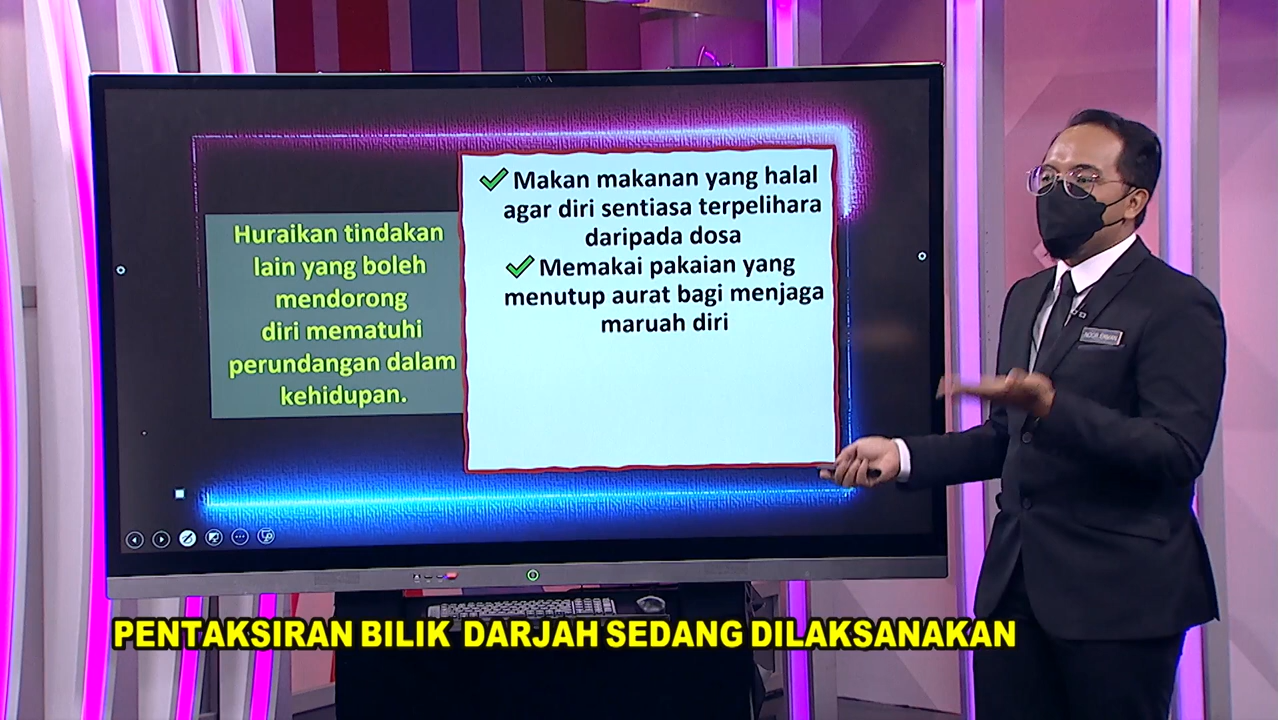 Huraikan tindakan
lain yang boleh
mendorong
diri mematuhi
perundangan dalam
kehidupan.
Makan makanan yang halal
agar diri sentiasa terpelihara
daripada dosa
Memakai pakaian yang
menutup aurat bagi menjaga
maruah diri
PENTAKSIRAN BILIK DARJAH SEDANG DILAKSANAKAN